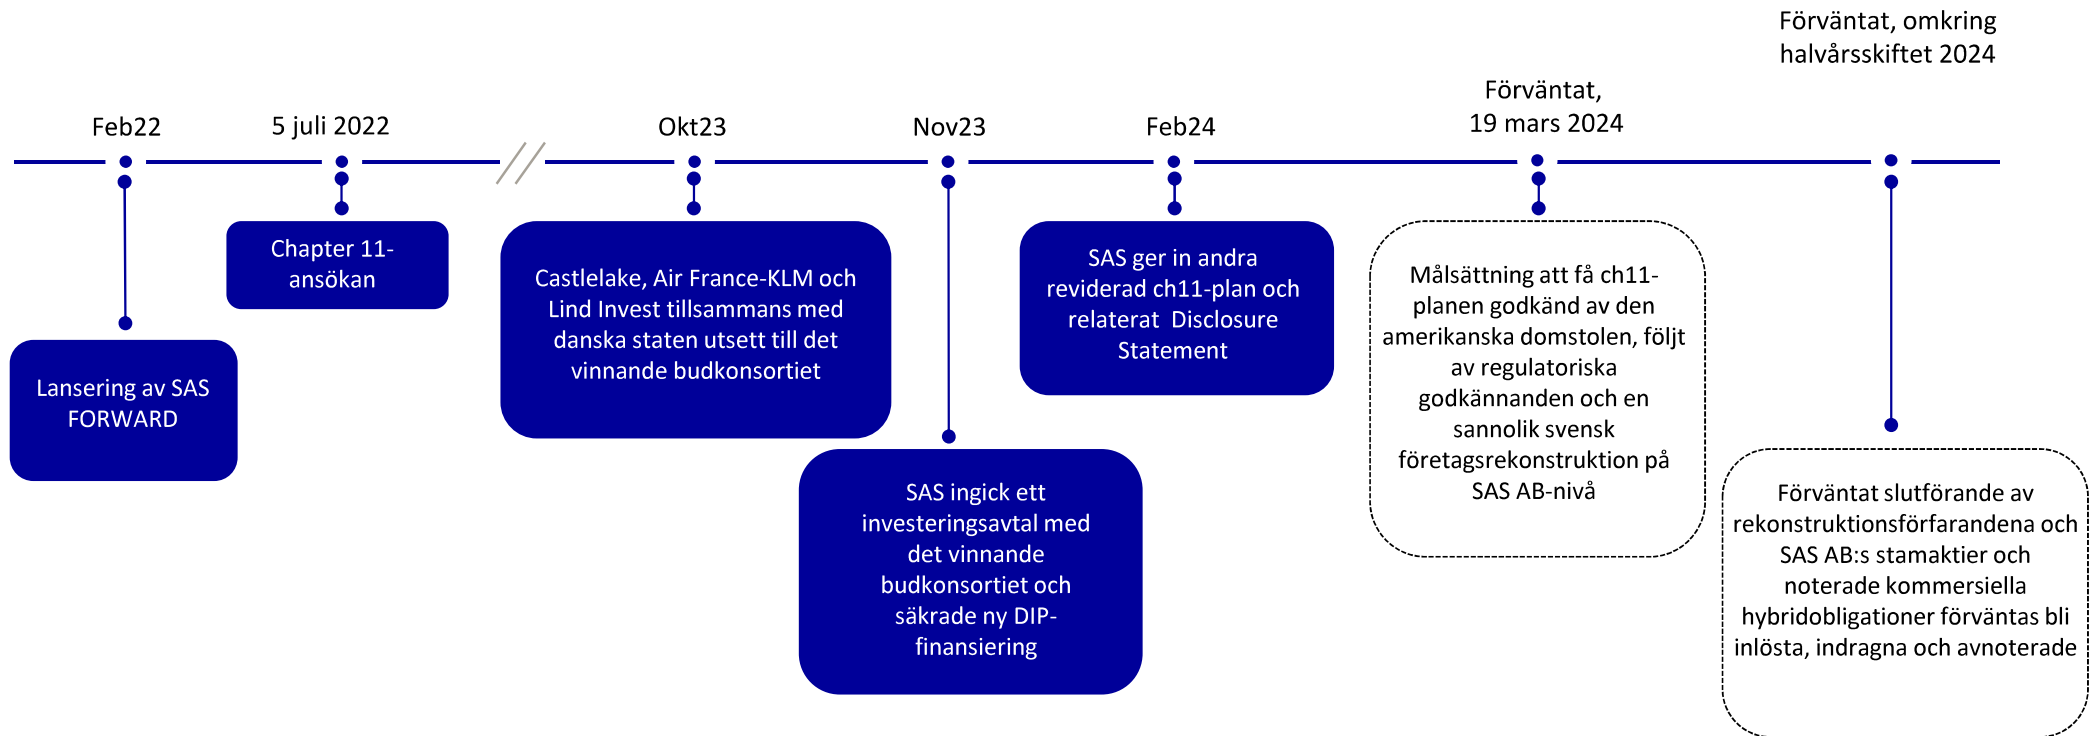 Feb22
Lansering av SAS
FORWARD
5 juli 2022
Chapter 11-
ansökan
Okt23
Castlelake, Air France-KLM och
Lind Invest tillsammans med
danska staten utsett till det
vinnande budkonsortiet
Nov23
SAS ingick ett
investeringsavtal med
det vinnande
budkonsortiet och
säkrade ny DIP-
finansiering
Feb24
SAS ger in andra
reviderad ch11-plan och
relaterat  Disclosure
Statement
Förväntat,
19 mars 2024
Målsättning att få ch11-
planen godkänd av den
amerikanska domstolen, följt
av regulatoriska
godkännanden och en
sannolik svensk
företagsrekonstruktion på
SAS AB-nivå
Förväntat, omkring
halvårsskiftet 2024
Förväntat slutförande av
rekonstruktionsförfarandena och
SAS AB:s stamaktier och
noterade kommersiella
hybridobligationer förväntas bli
inlösta, indragna och avnoterade